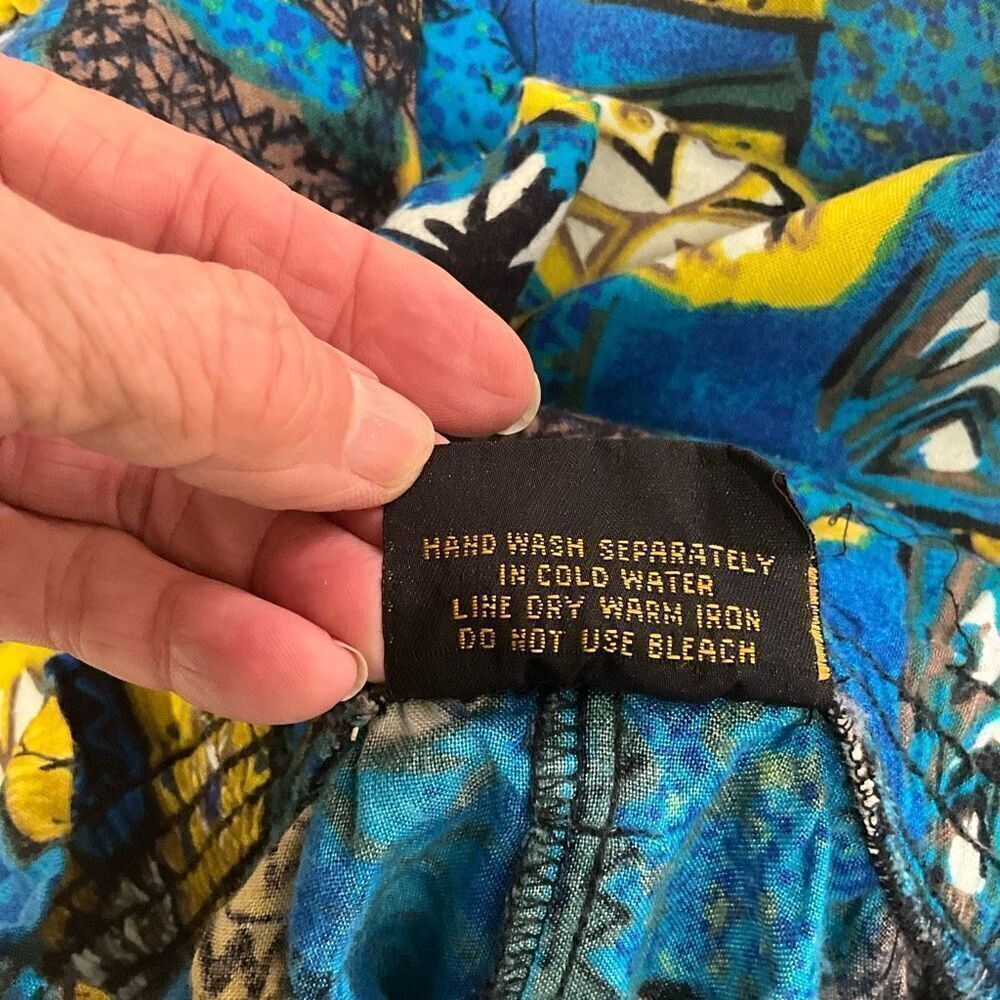 HAND WASH SEPARATELY
IN COLD WATER
LINE DRY WARM IRON
DO NOT USE BLEACH